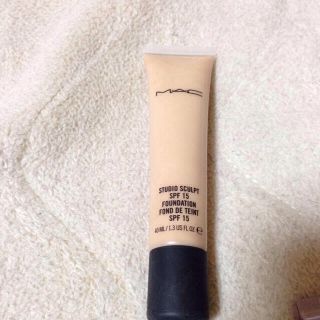 MAC
STUDIO SCULPT
SPF 15
FOUNDATION
FOND DE TEINT
SPF 15
40 ML / 1.3 US FL OZ ℮